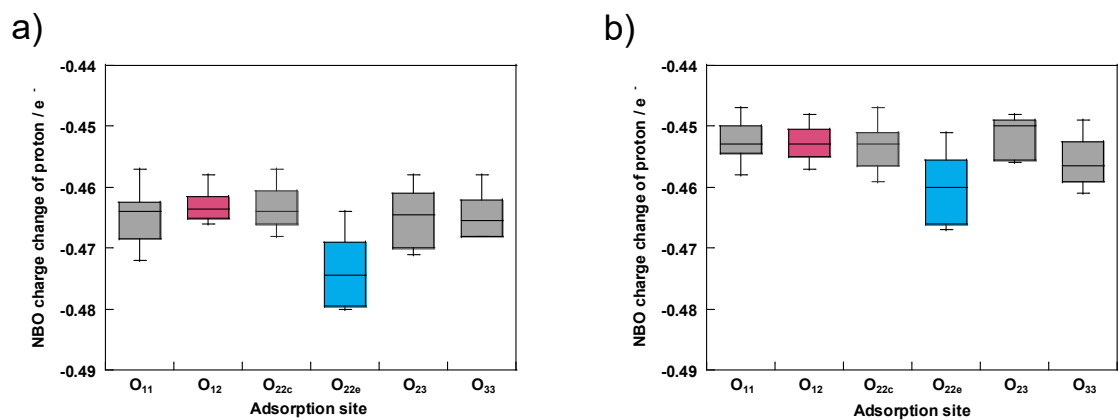 a)
NBO charge change of proton / e -
-0.44
-0.45
-0.46
-0.47
-0.48
-0.49
O11 O12 O22c O22e O23 O33
Adsorption site
b)
NBO charge change of proton / e -
-0.44
-0.45
-0.46
-0.47
-0.48
-0.49
O11 O12 O22c O22e O23 O33
Adsorption site